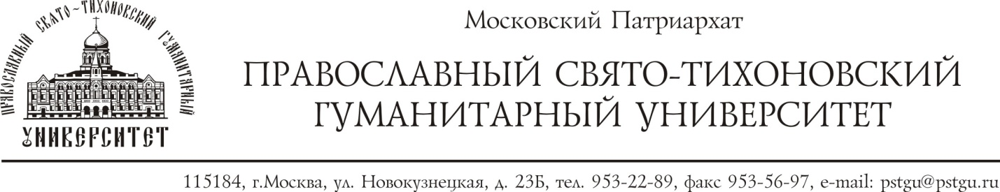 ПРАВОСЛАВНЫЙ СВЯТО-ТИХОНОВСКИЙ ГУМАНИТАРНЫЙ
УНИВЕРСИТЕТ
Московский Патриархат
ПРАВОСЛАВНЫЙ СВЯТО-ТИХОНОВСКИЙ
ГУМАНИТАРНЫЙ УНИВЕРСИТЕТ
115184, г.Москва, ул. Новокузнецкая, д. 23Б, тел. 953-22-89, факс 953-56-97, e-mail: pstgu@pstgu.ru